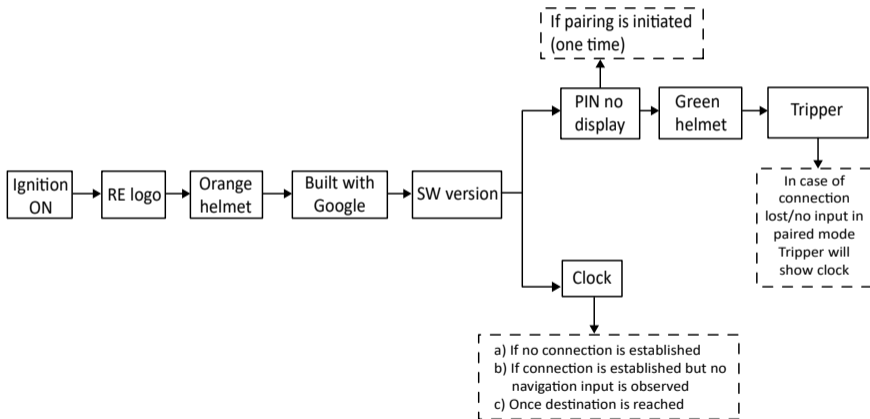 If pairing is initiated
(one time)
PIN no
display
Green
helmet
Tripper
Ignition
ON
RE logo
Orange
helmet
Built with
Google
SW version
In case of
connection
lost/no input in
paired mode
Tripper will
show clock
Clock
a) If no connection is established
b) If connection is established but no
navigation input is observed
c) Once destination is reached